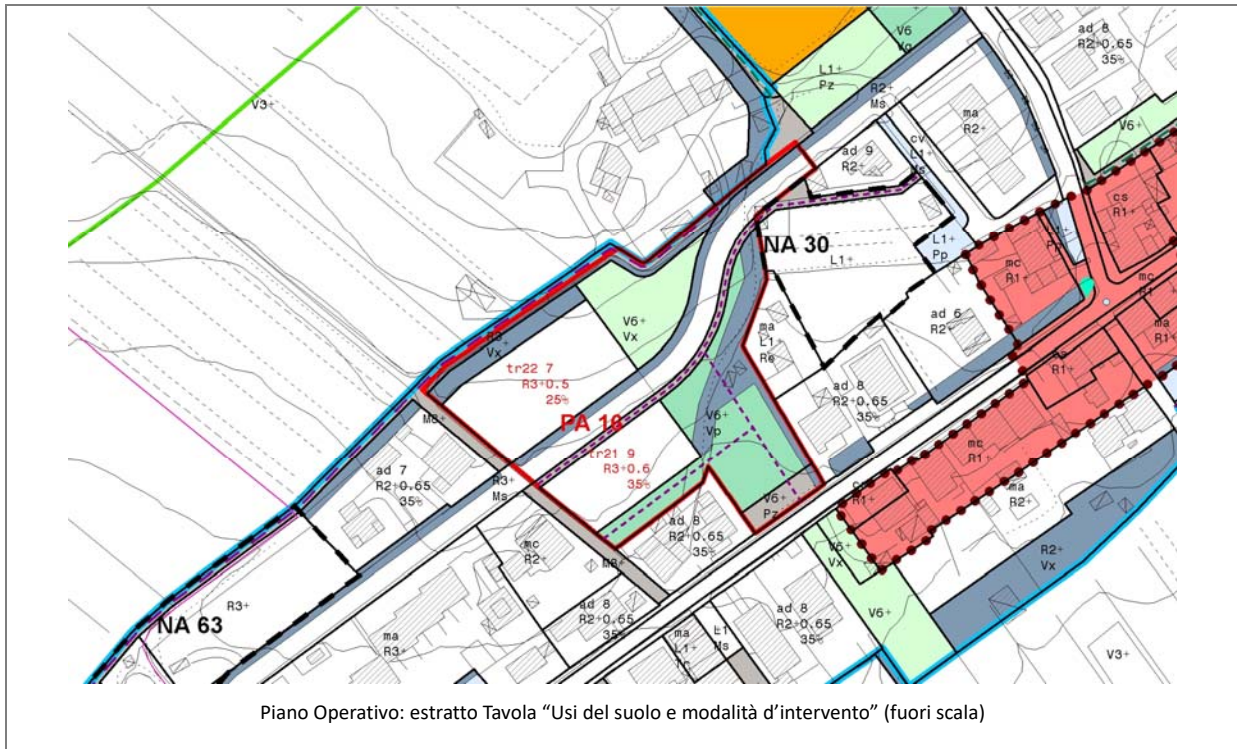 V3+
V6
Vq
L1+
Pz
R2+
Ms
ad 8
R2+0.65
35%
V6+
ma
R2+
ad 9
R2+
cv
L1+
cs
R1+
NA 30
L1+
L1+
Pp
mc
R1+
mc
ma
R1+
V6+
Vx
ad 6
R2+
ma
L1
Re
R3
Vx+
tr22 7
R3+0.5
25%
ad 8
R2+0.65
35%
R1+
PA 18
V6+
Vp
M8+
tr21 9
R3+0.6
35%
mc
R1+
ad 7
R2+0.65
35%
R3+
Ms
R1+
ma
R2+
V6+
Pz
ad 8
R2+0.65
35%
mc
R2+
V6+
Vx
R2+
Vx
R3+
NA 63
ad 8
R2+0.65
35%
ad 8
R2+0.65
35%
V6+
ma
R3+
ma
L1+
Tr
L1
Ms
V3+
Piano Operativo: estratto Tavola “Usi del suolo e modalità d’intervento” (fuori scala)